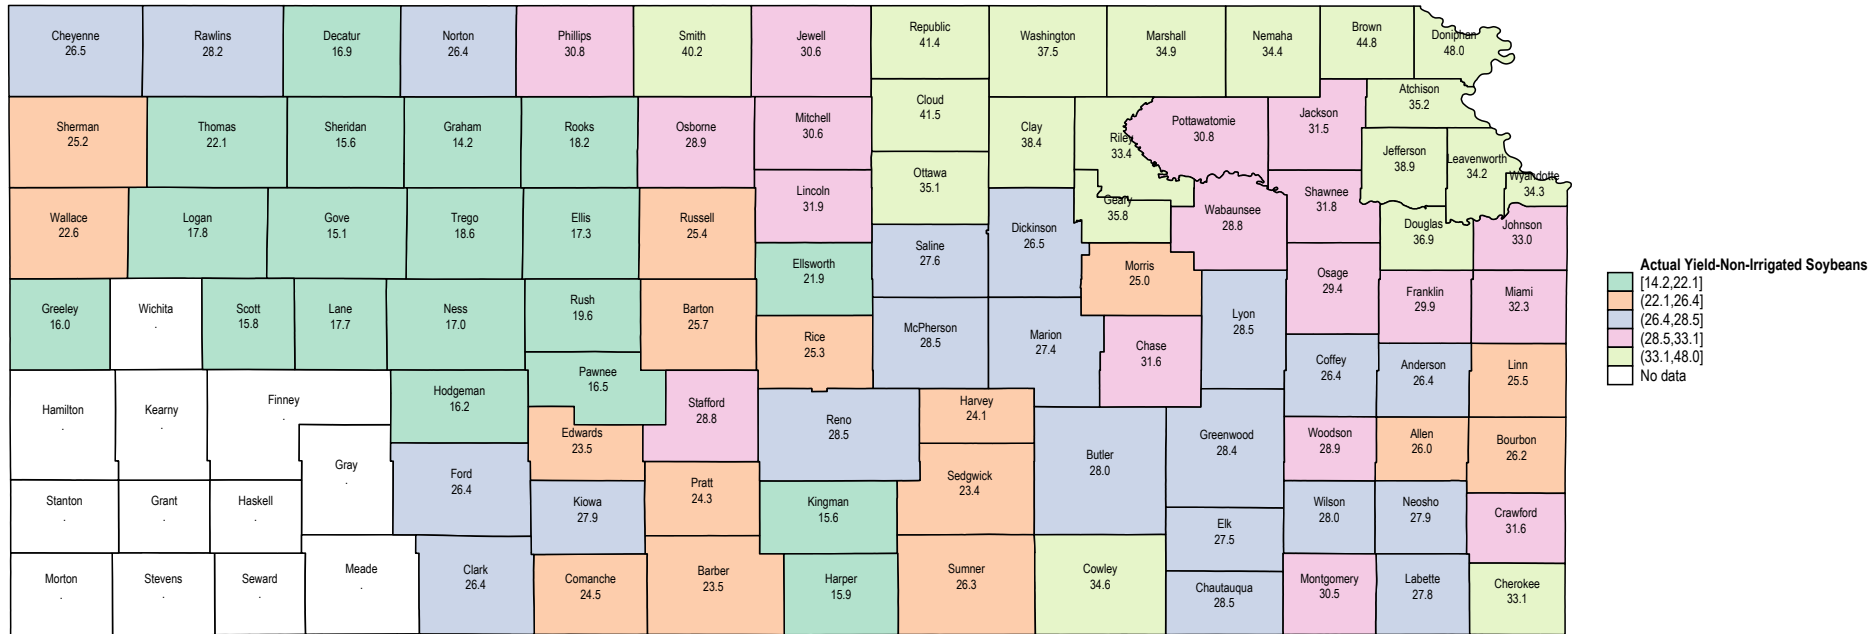 Cheyenne
26.5
Rawlins
28.2
Decatur
16.9
Norton
26.4
Phillips
30.8
Smith
40.2
Jewell
30.6
Republic
41.4
Washington
37.5
Marshall
34.9
Nemaha
34.4
Brown
44.8
Doniphan
48.0
Sherman
25.2
Thomas
22.1
Sheridan
15.6
Graham
14.2
Rooks
18.2
Osborne
28.9
Mitchell
30.6
Cloud
41.5
Clay
38.4
Riley
33.4
Pottawatomie
30.8
Jackson
31.5
Atchison
35.2
Jefferson
38.9
Leavenworth
34.2
Wyandotte
34.3
Wallace
22.6
Logan
17.8
Gove
15.1
Trego
18.6
Ellis
17.3
Russell
25.4
Lincoln
31.9
Ottawa
35.1
Saline
27.6
Dickinson
26.5
Geary
35.8
Wabaunsee
28.8
Shawnee
31.8
Douglas
36.9
Johnson
33.0
Greeley
16.0
Wichita
.
Scott
15.8
Lane
17.7
Ness
17.0
Rush
19.6
Barton
25.7
Ellsworth
21.9
Rice
25.3
McPherson
28.5
Marion
27.4
Morris
25.0
Chase
31.6
Lyon
28.5
Osage
29.4
Franklin
29.9
Miami
32.3
Coffey
26.4
Anderson
26.4
Linn
25.5
Hamilton
.
Kearny
.
Finney
.
Gray
.
Hodgeman
16.2
Pawnee
16.5
Edwards
23.5
Stafford
28.8
Reno
28.5
Harvey
24.1
Sedgwick
23.4
Butler
28.0
Greenwood
28.4
Woodson
28.9
Allen
26.0
Bourbon
26.2
Stanton
.
Grant
.
Haskell
.
Ford
26.4
Kiowa
27.9
Pratt
24.3
Kingman
15.6
Elk
27.5
Wilson
28.0
Neosho
27.9
Crawford
31.6
Morton
.
Stevens
.
Seward
.
Meade
.
Clark
26.4
Comanche
24.5
Barber
23.5
Harper
15.9
Sumner
26.3
Cowley
34.6
Chautauqua
28.5
Montgomery
30.5
Labette
27.8
Cherokee
33.1
Actual Yield-Non-Irrigated Soybeans
[14.2,22.1]
(22.1,26.4]
(26.4,28.5]
(28.5,33.1]
(33.1,48.0]
No data